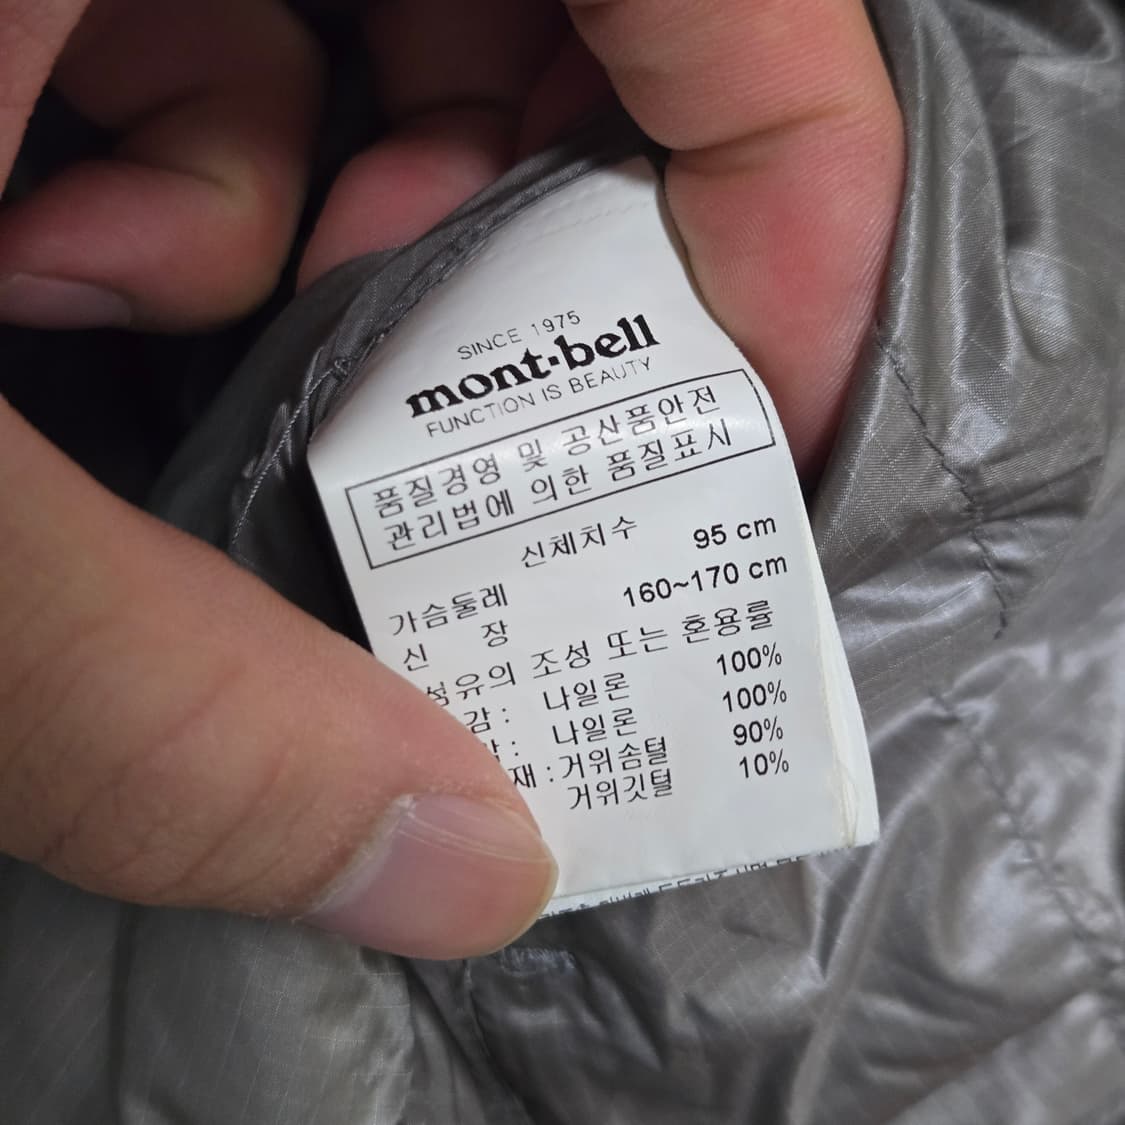 SINCE 1975
mont·bell
FUNCTION IS BEAUTY
품질경영 및 공산품안전
관리법에 의한 품질표시
신체치수
가슴둘레 95 cm
신 장 160~170 cm
섬유의 조성 또는 혼용률
감 : 나일론 100%
: 나일론 100%
재 : 거위솜털 90%
거위깃털 10%